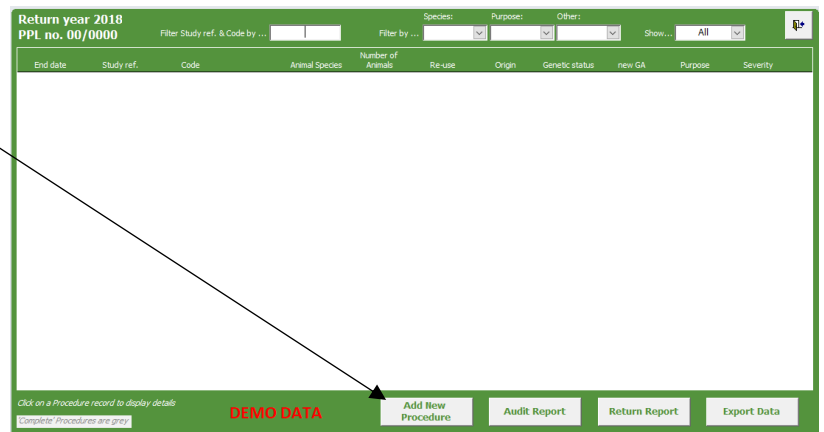 Return year 2018
PPL no. 00/0000
Filter Study ref. & Code by ...
Filter by ...
Species:
Purpose:
Other:
Show...
All
End date
Study ref.
Code
Animal Species
Number of
Animals
Re-use
Origin
Genetic status
new GA
Purpose
Severity
Click on a Procedure record to display details
'Complete' Procedures are grey
DEMO DATA
Add New
Procedure
Audit Report
Return Report
Export Data